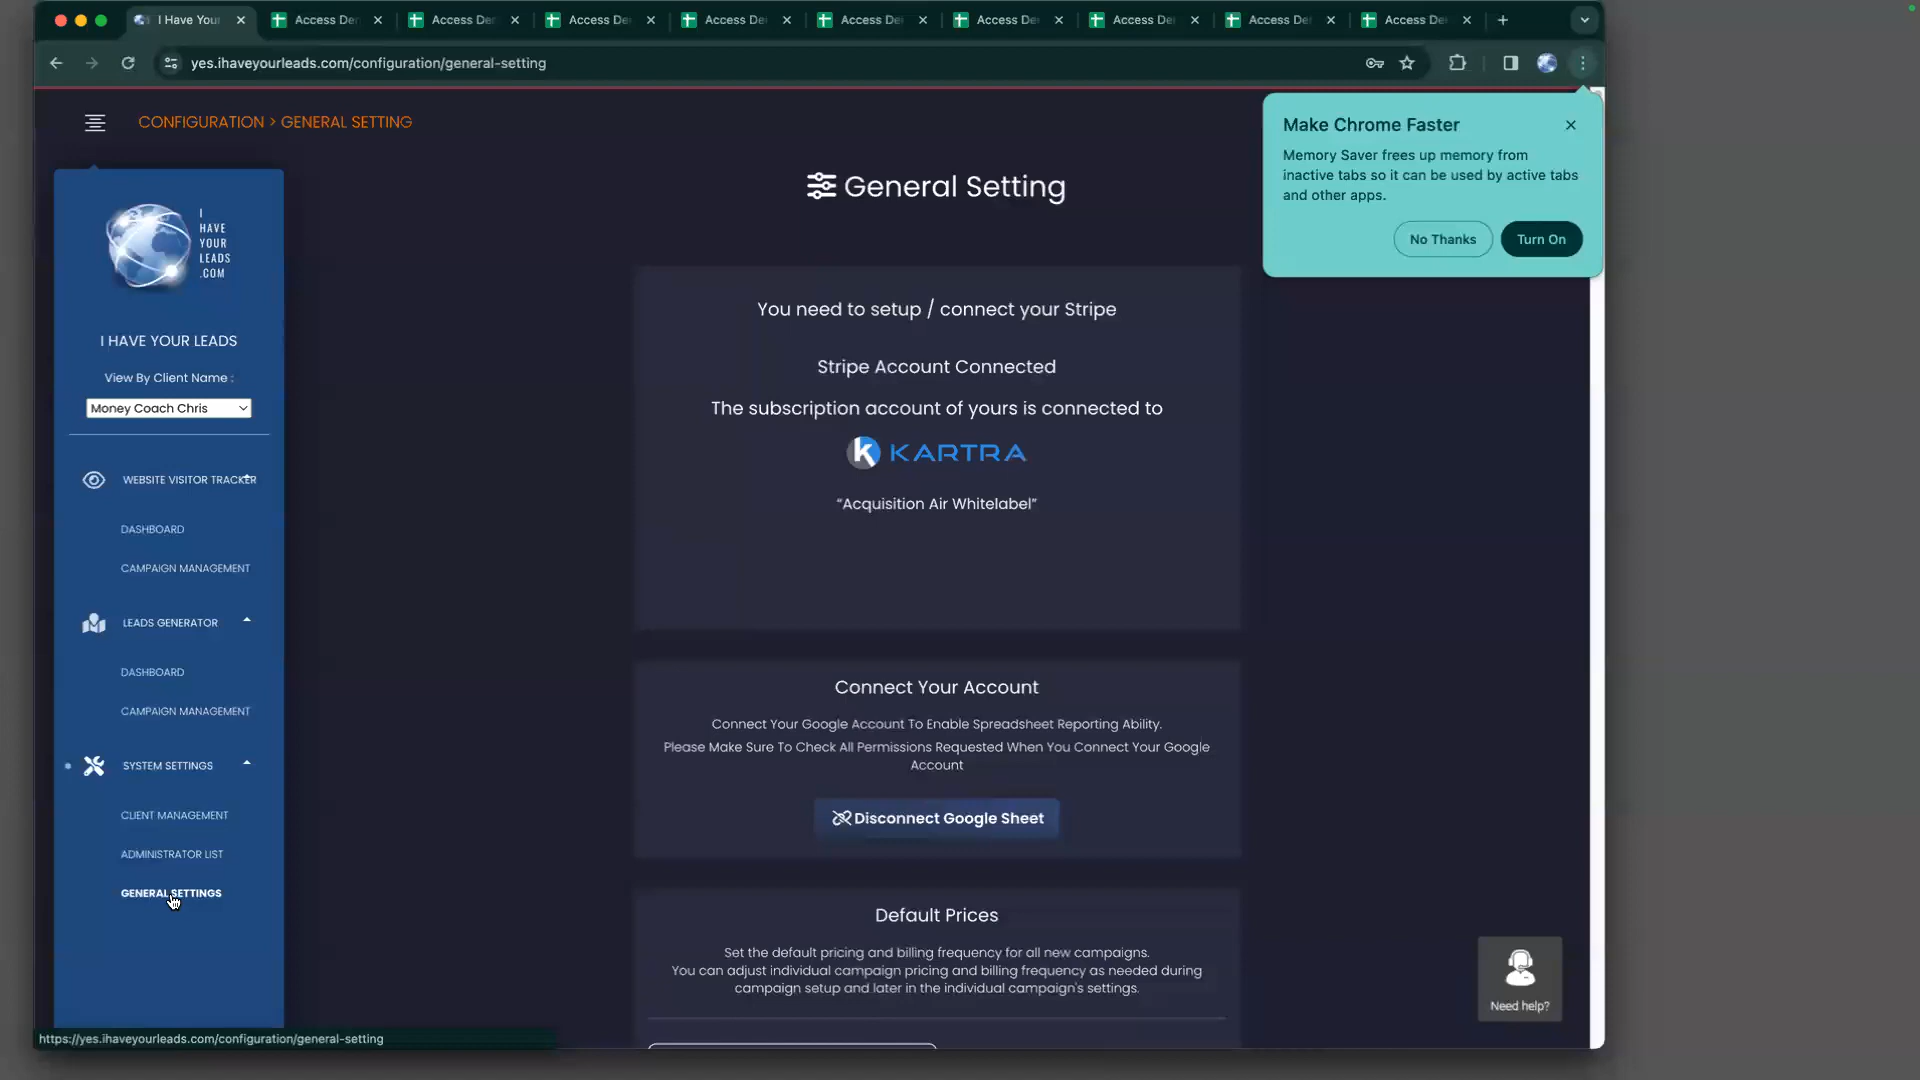 I Have Your
Access De
Access De
Access De
Access De
Access De
Access De
Access De
Access De
Access De
yes.ihaveyourleads.com/configuration/general-setting
CONFIGURATION > GENERAL SETTING
Make Chrome Faster
Memory Saver frees up memory from
inactive tabs so it can be used by active tabs
and other apps.
No Thanks
Turn On
I
HAVE
YOUR
LEADS
.COM
I HAVE YOUR LEADS
View By Client Name :
Money Coach Chris
WEBSITE VISITOR TRACKER
DASHBOARD
CAMPAIGN MANAGEMENT
LEADS GENERATOR
DASHBOARD
CAMPAIGN MANAGEMENT
SYSTEM SETTINGS
CLIENT MANAGEMENT
ADMINISTRATOR LIST
GENERAL SETTINGS
General Setting
You need to setup / connect your Stripe
Stripe Account Connected
The subscription account of yours is connected to
KARTRA
“Acquisition Air Whitelabel”
Connect Your Account
Connect Your Google Account To Enable Spreadsheet Reporting Ability.
Please Make Sure To Check All Permissions Requested When You Connect Your Google
Account
Disconnect Google Sheet
Default Prices
Set the default pricing and billing frequency for all new campaigns.
You can adjust individual campaign pricing and billing frequency as needed during
campaign setup and later in the individual campaign's settings.
Need help?
https://yes.ihaveyourleads.com/configuration/general-setting